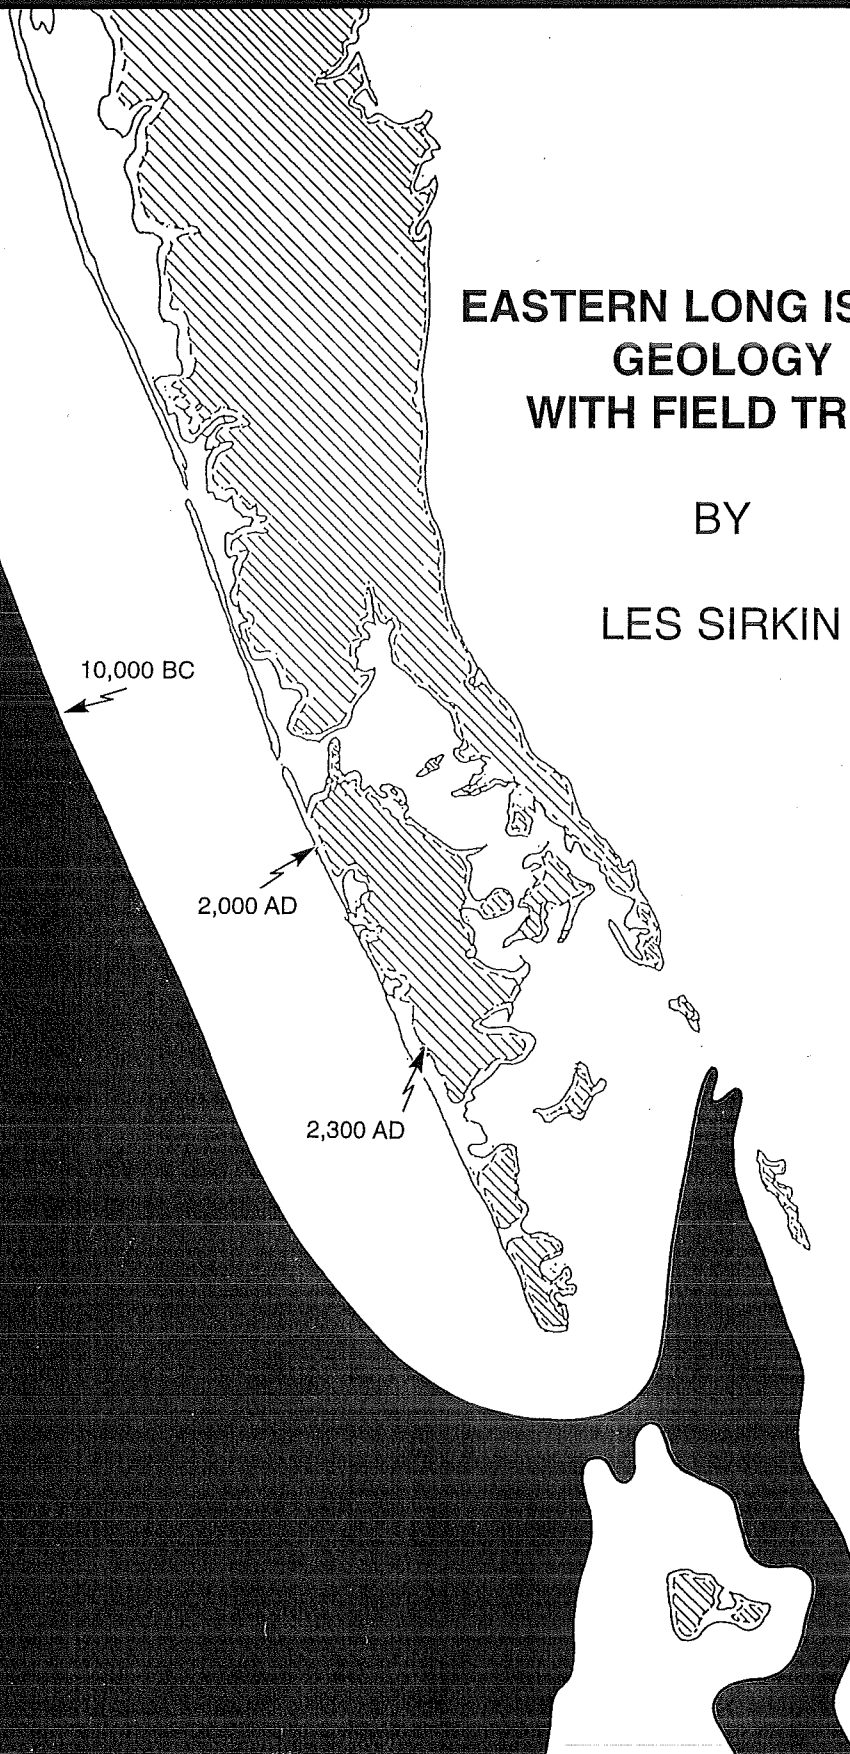 EASTERN LONG IS
GEOLOGY
WITH FIELD TR
BY
LES SIRKIN
10,000 BC
2,000 AD
2,300 AD